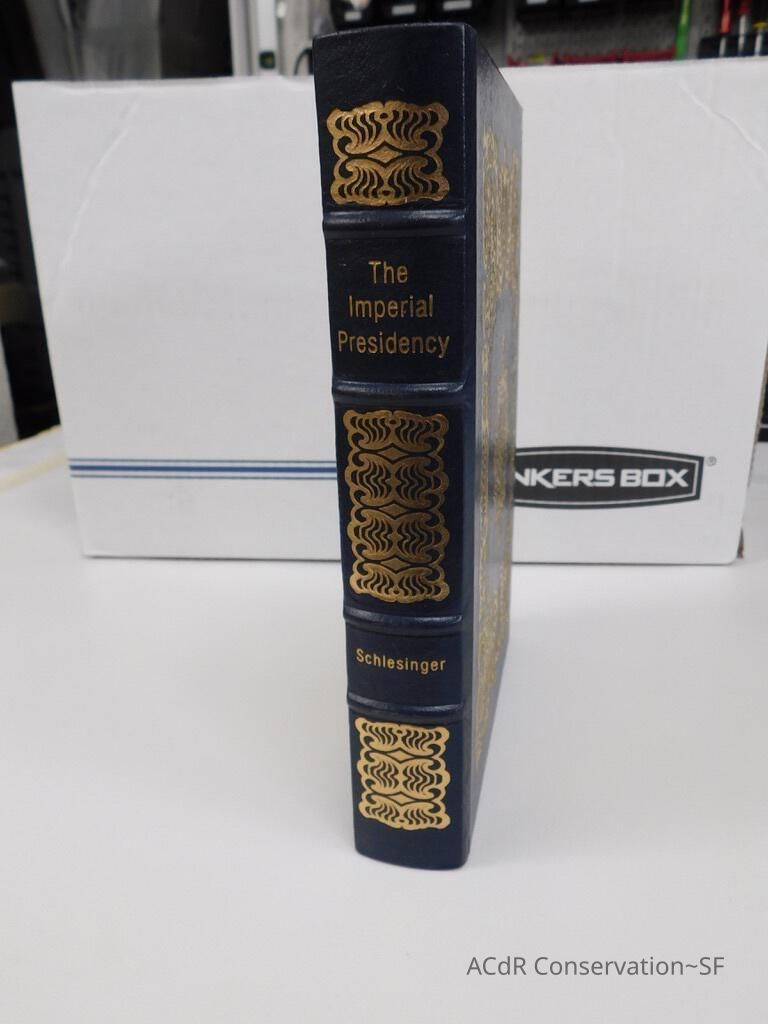 The
Imperial
Presidency
NKERS BOX®
Schlesinger
ACdR Conservation~SF